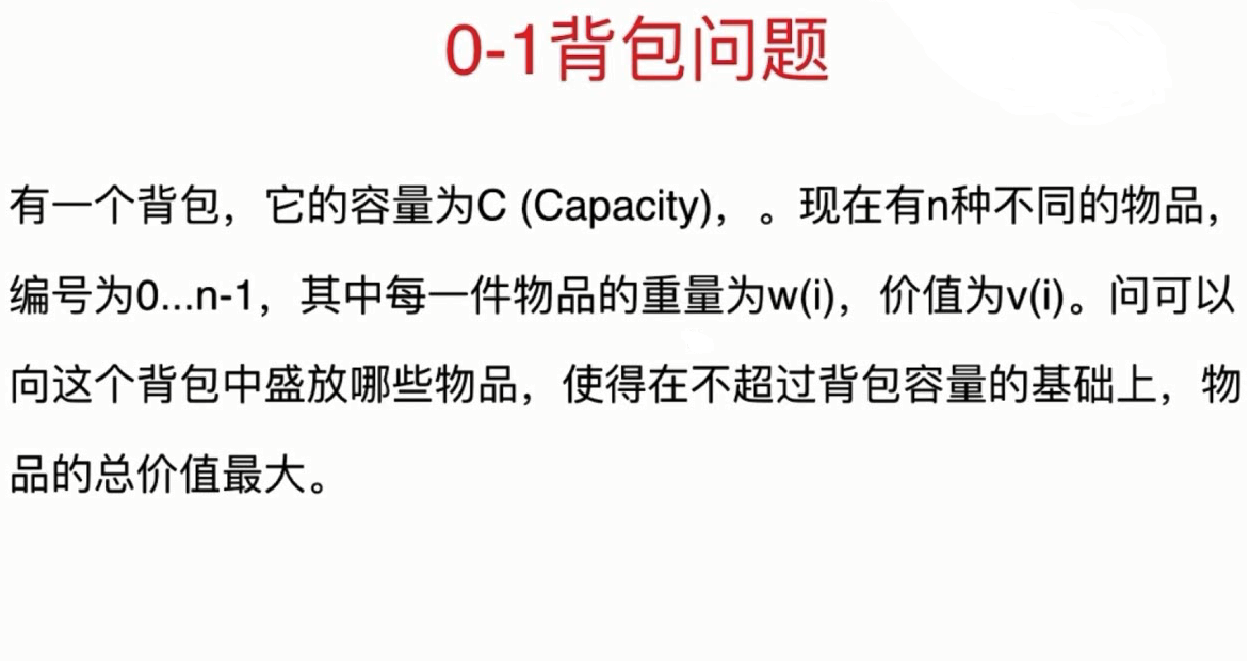 0-1背包问题
有一个背包，它的容量为C (Capacity)，。现在有n种不同的物品，
编号为0...n-1，其中每一件物品的重量为w(i)，价值为v(i)。问可以
向这个背包中盛放哪些物品，使得在不超过背包容量的基础上，物
品的总价值最大。